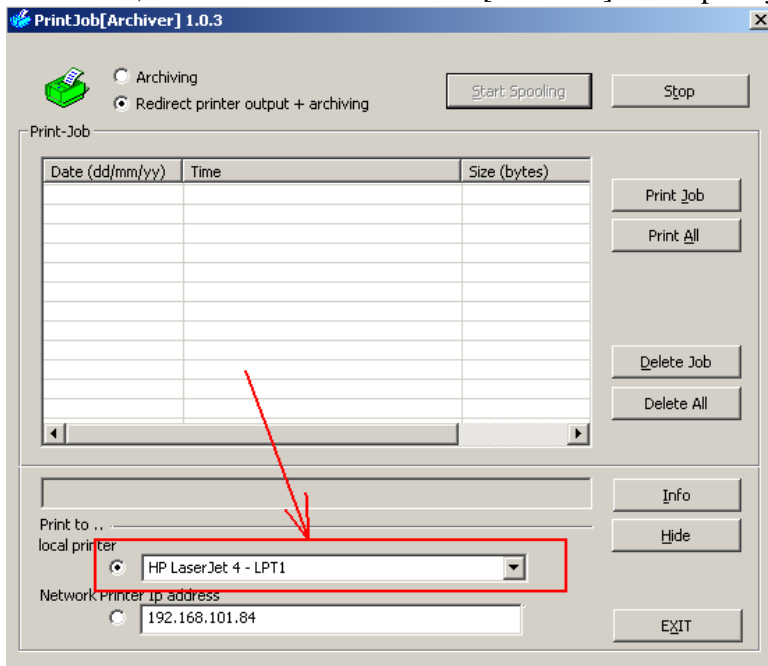 PrintJob[Archiver] 1.0.3
Archiving
Redirect printer output + archiving
Start Spooling
Stop
Print-Job
Date (dd/mm/yy) Time Size (bytes)
Print Job
Print All
Delete Job
Delete All
Info
Print to ..
Hide
local printer
HP LaserJet 4 - LPT1
Network Printer Ip address
192.168.101.84
EXIT